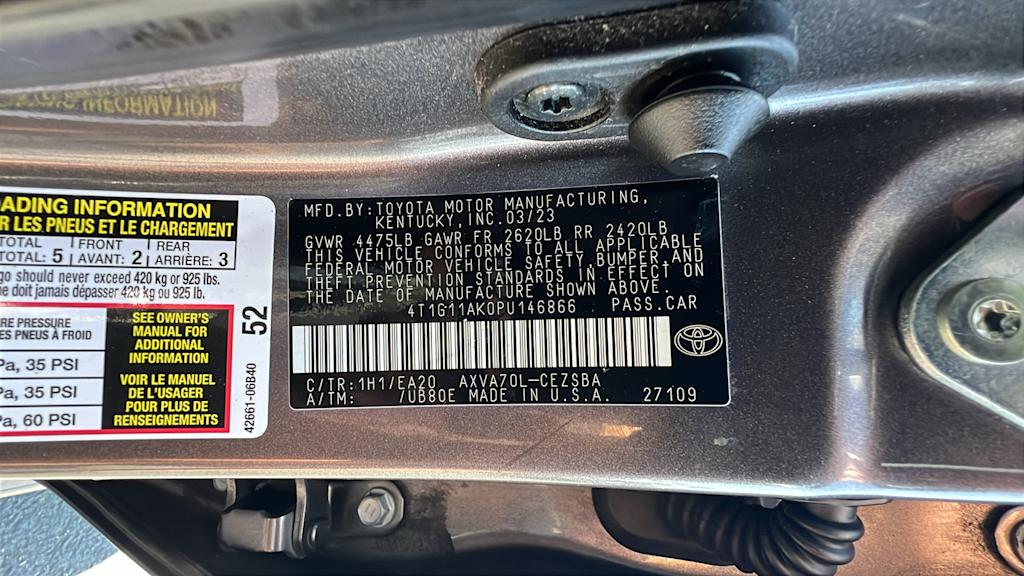 INFORMATION
ADING INFORMATION
R LES PNEUS ET LE CHARGEMENT
TOTAL 5 FRONT 2 REAR 3
TOTAL: AVANT: ARRIÈRE:
go should never exceed 420 kg or 925 lbs.
ne doit jamais dépasser 420 kg ou 925 lb.
RE PRESSURE
ES PNEUS À FROID
Pa, 35 PSI
Pa, 35 PSI
Pa, 60 PSI
SEE OWNER'S
MANUAL FOR
ADDITIONAL
INFORMATION
VOIR LE MANUEL
DE L'USAGER
POUR PLUS DE
RENSEIGNEMENTS
52
42661-06B40
MFD.BY:TOYOTA MOTOR MANUFACTURING,
KENTUCKY, INC.03/23
GVWR 4475LB GAWR FR 2620LB RR 2420LB
THIS VEHICLE CONFORMS TO ALL APPLICABLE
FEDERAL MOTOR VEHICLE SAFETY,BUMPER,AND
THEFT PREVENTION STANDARDS IN EFFECT ON
THE DATE OF MANUFACTURE SHOWN ABOVE.
4T1G11AK0PU146866 PASS.CAR
C/TR:1H1/EA20 AXVA70L-CEZSBA
A/TM: 7UB80E MADE IN U.S.A. 27109